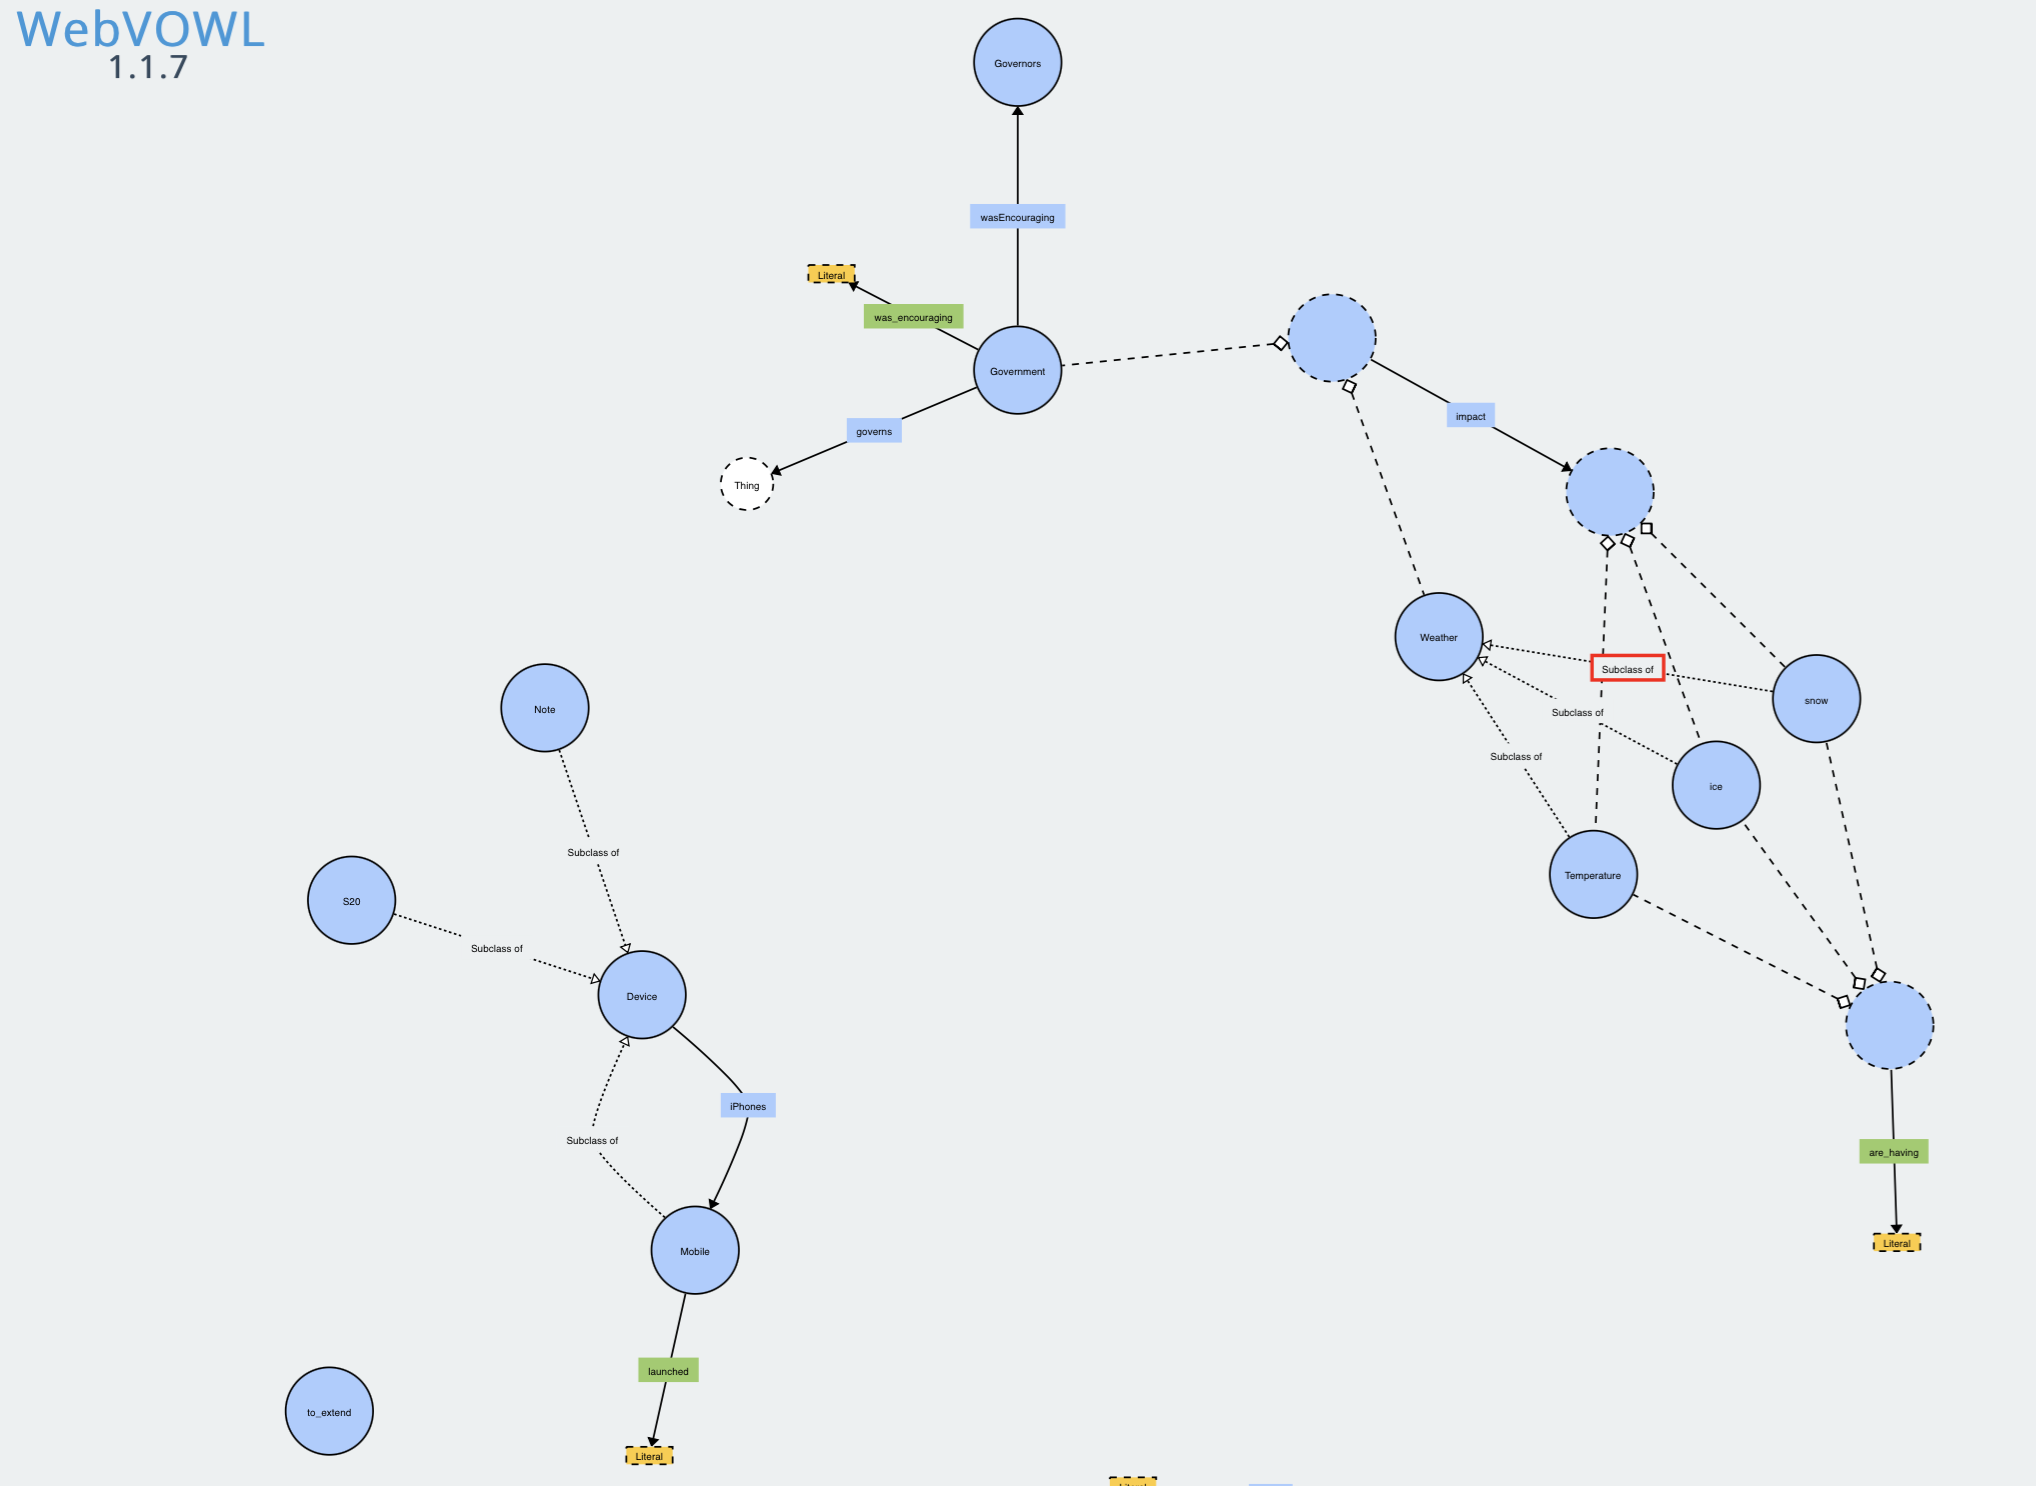 WebVOWL
1.1.7
Governors
wasEncouraging
Literal
was_encouraging
Government
governs
Thing
impact
Weather
Subclass of
snow
Subclass of
Subclass of
ice
Temperature
Note
Subclass of
S20
Subclass of
Device
iPhones
Subclass of
Mobile
are_having
Literal
launched
to_extend
Literal